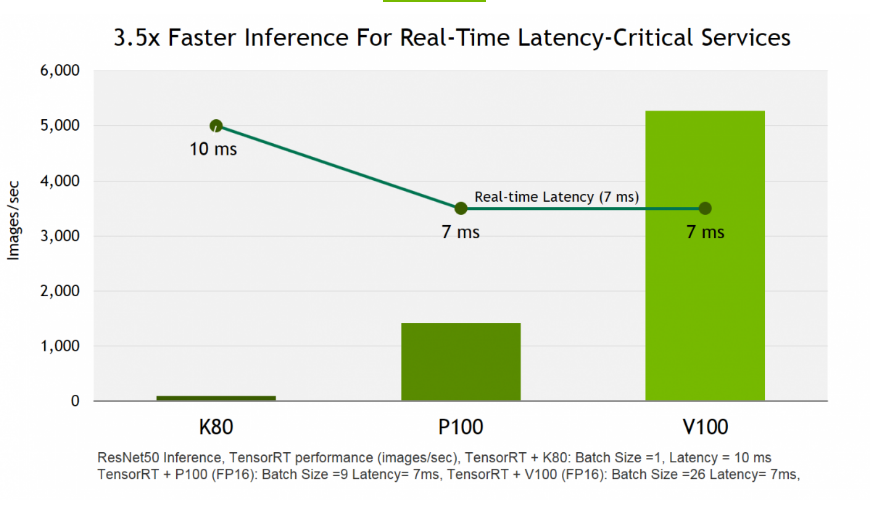 3.5x Faster Inference For Real-Time Latency-Critical Services
6,000
5,000
4,000
3,000
2,000
1,000
0
Images/sec
10 ms
Real-time Latency (7 ms)
7 ms
7 ms
K80
P100
V100
ResNet50 Inference, TensorRT performance (images/sec), TensorRT + K80: Batch Size =1, Latency = 10 ms
TensorRT + P100 (FP16): Batch Size =9 Latency= 7ms, TensorRT + V100 (FP16): Batch Size =26 Latency= 7ms,